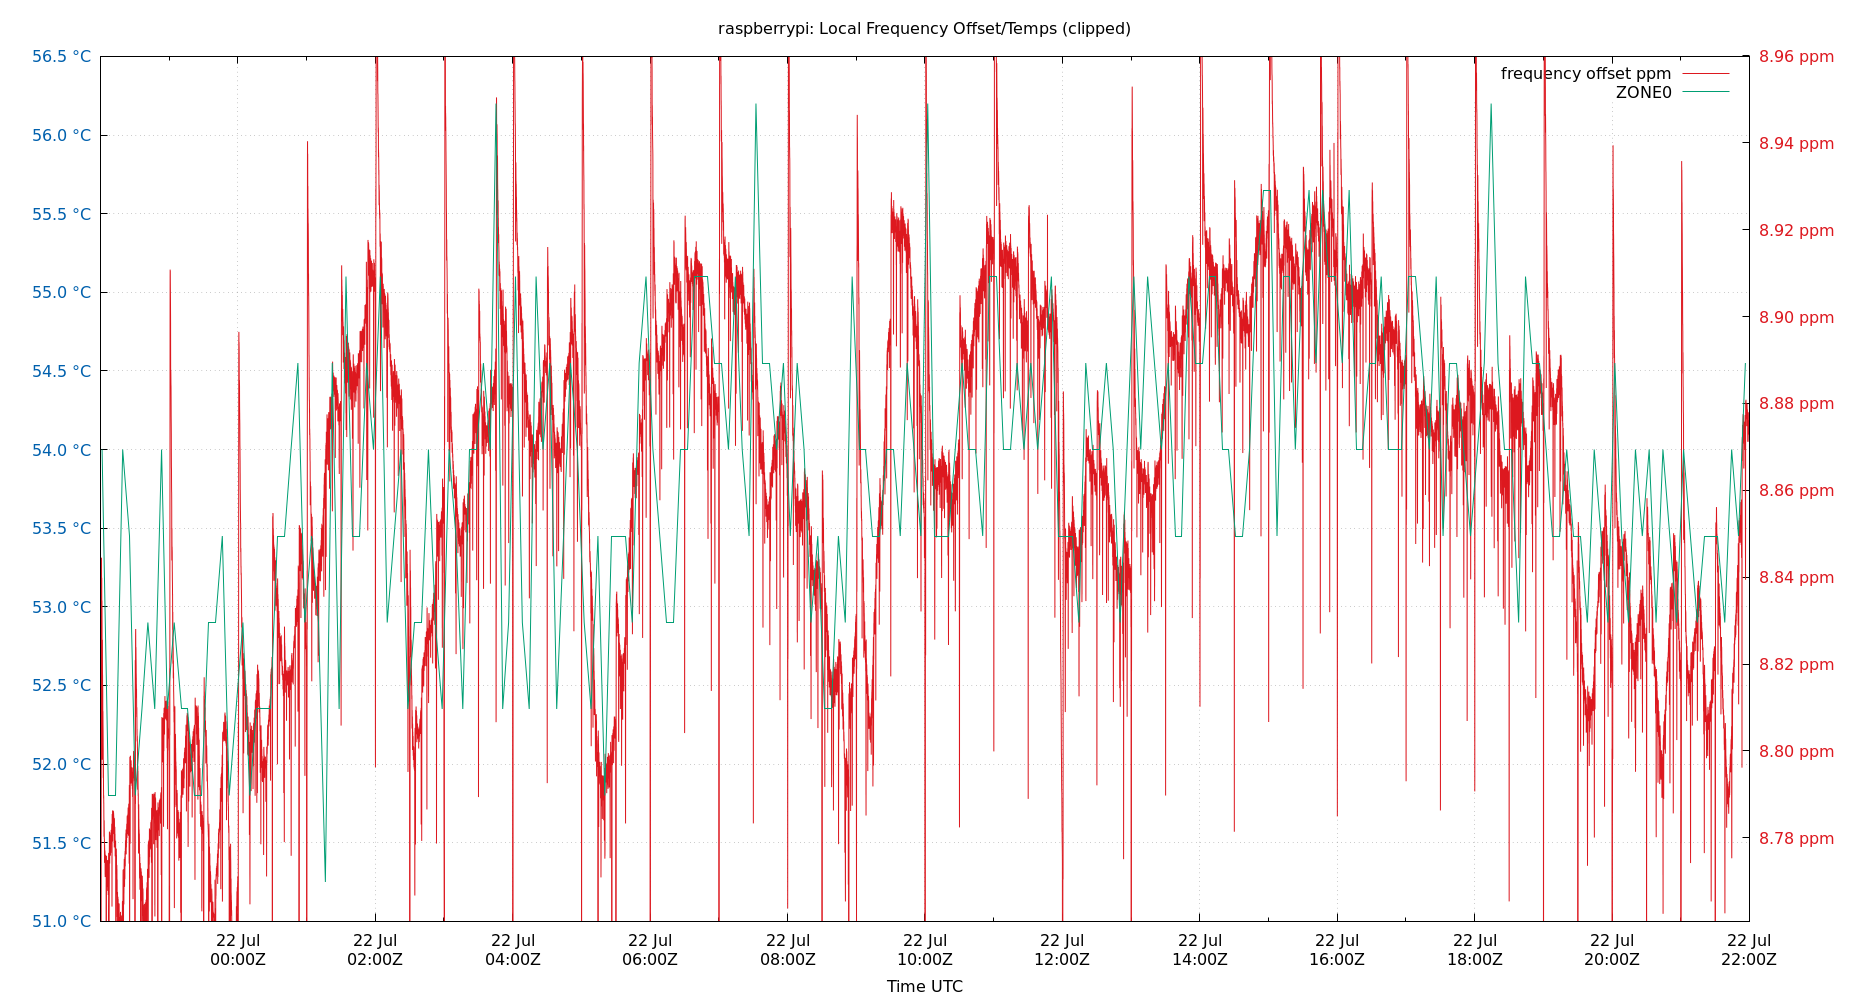 raspberrypi: Local Frequency Offset/Temps (clipped)
56.5 °C
56.0 °C
55.5 °C
55.0 °C
54.5 °C
54.0 °C
53.5 °C
53.0 °C
52.5 °C
52.0 °C
51.5 °C
51.0 °C
frequency offset ppm
ZONE0
8.96 ppm
8.94 ppm
8.92 ppm
8.90 ppm
8.88 ppm
8.86 ppm
8.84 ppm
8.82 ppm
8.80 ppm
8.78 ppm
22 Jul 22 Jul 22 Jul 22 Jul 22 Jul 22 Jul 22 Jul 22 Jul 22 Jul 22 Jul 22 Jul 22 Jul
00:00Z 02:00Z 04:00Z 06:00Z 08:00Z 10:00Z 12:00Z 14:00Z 16:00Z 18:00Z 20:00Z 22:00Z
Time UTC